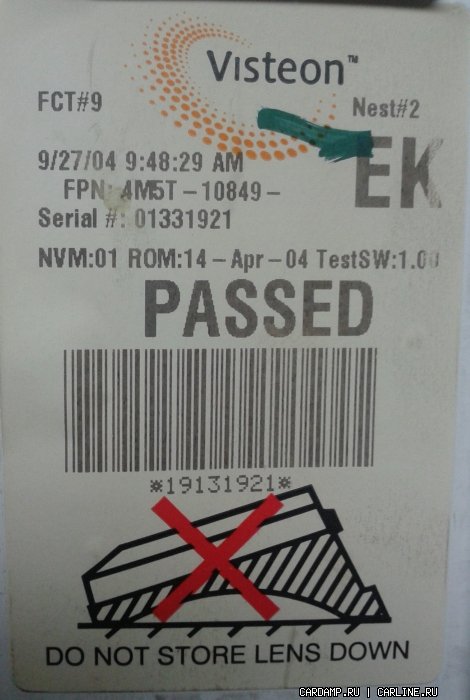 Visteon™
FCT#9 Nest#2
9/27/04 9:48:29 AM
FPN: 4M5T-10849- EK
Serial #: 01331921
NVM:01 ROM:14-Apr-04 TestSW:1.00
PASSED
*19131921*
DO NOT STORE LENS DOWN
CARDAMP.RU | CARLINE.RU